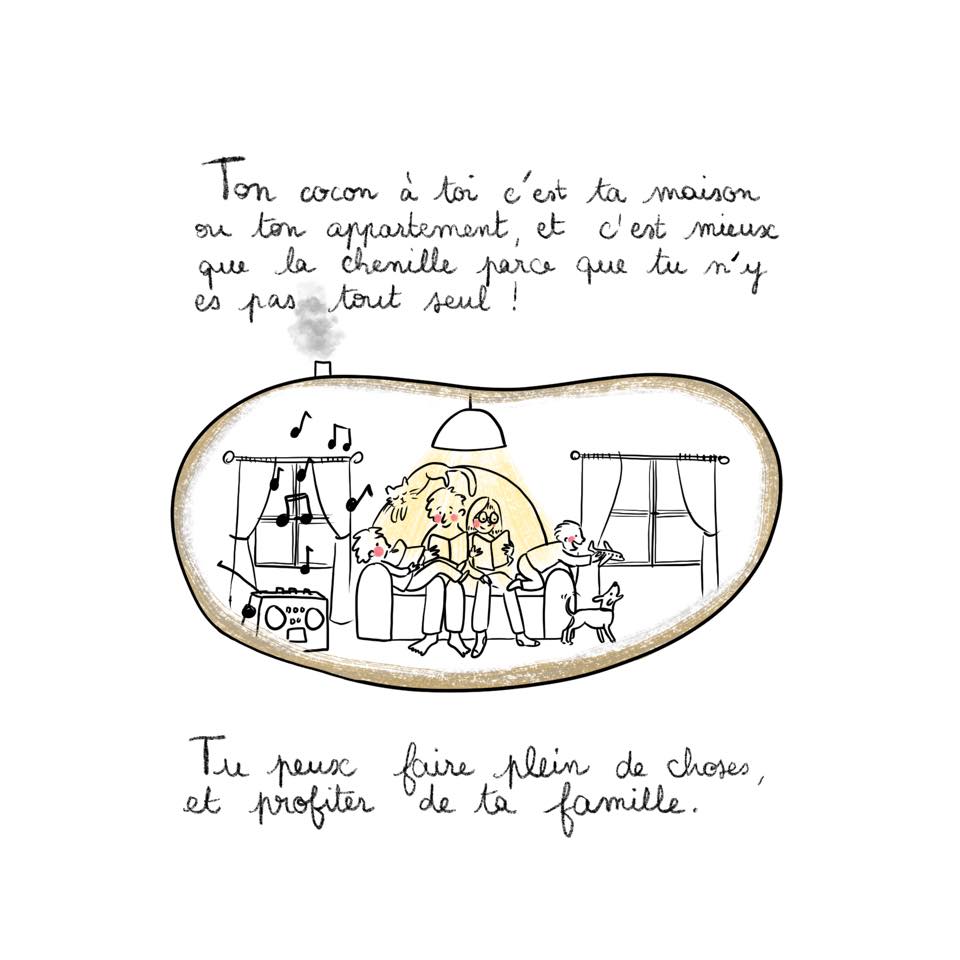 Ton cocon à toi c'est ta maison
ou ton appartement, et c'est mieux
que la chenille parce que tu n'y
es pas tout seul !
Tu peux faire plein de choses,
et profiter de ta famille.